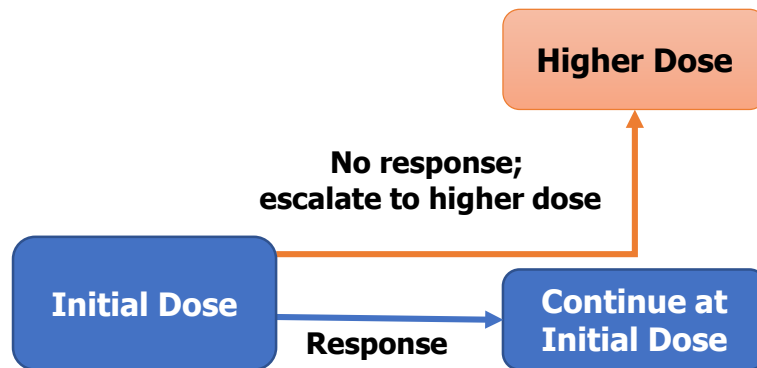 Higher Dose
No response;
escalate to higher dose
Initial Dose
Response
Continue at
Initial Dose